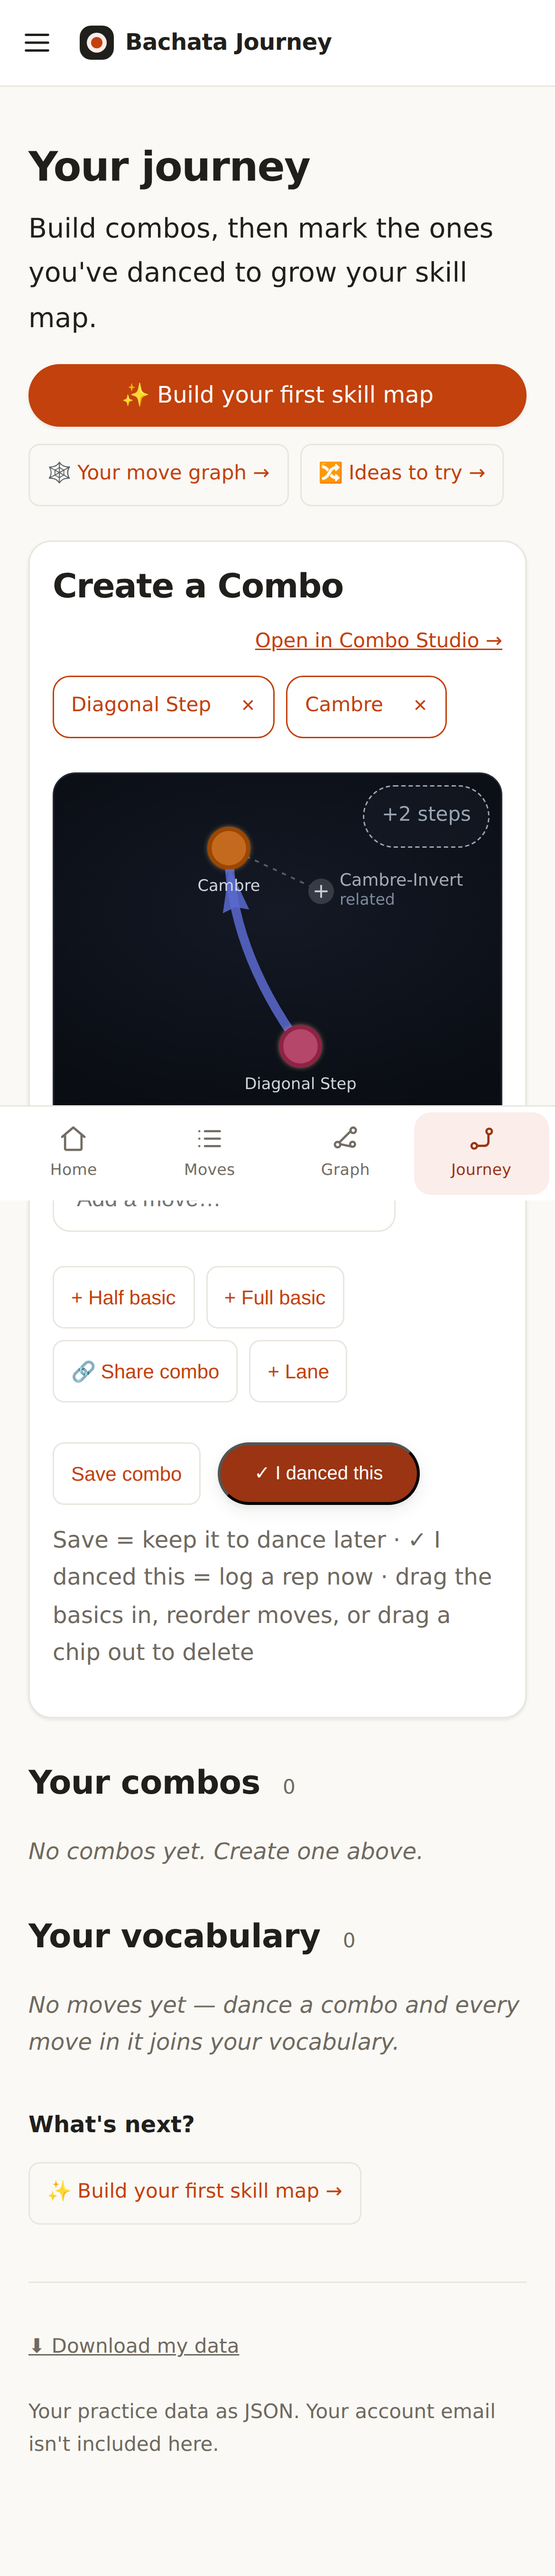 Bachata Journey
Your journey
Build combos, then mark the ones
you've danced to grow your skill
map.
✨ Build your first skill map
🕸️ Your move graph →
🔀 Ideas to try →
Create a Combo
Open in Combo Studio →
Diagonal Step ×
Cambre ×
+2 steps
Cambre
+ Cambre-Invert
related
Diagonal Step
Home
Moves
Graph
Journey
Add a move…
+ Half basic
+ Full basic
🔗 Share combo
+ Lane
Save combo
✓ I danced this
Save = keep it to dance later · ✓ I
danced this = log a rep now · drag the
basics in, reorder moves, or drag a
chip out to delete
Your combos 0
No combos yet. Create one above.
Your vocabulary 0
No moves yet — dance a combo and every
move in it joins your vocabulary.
What's next?
✨ Build your first skill map →
⬇ Download my data
Your practice data as JSON. Your account email
isn't included here.